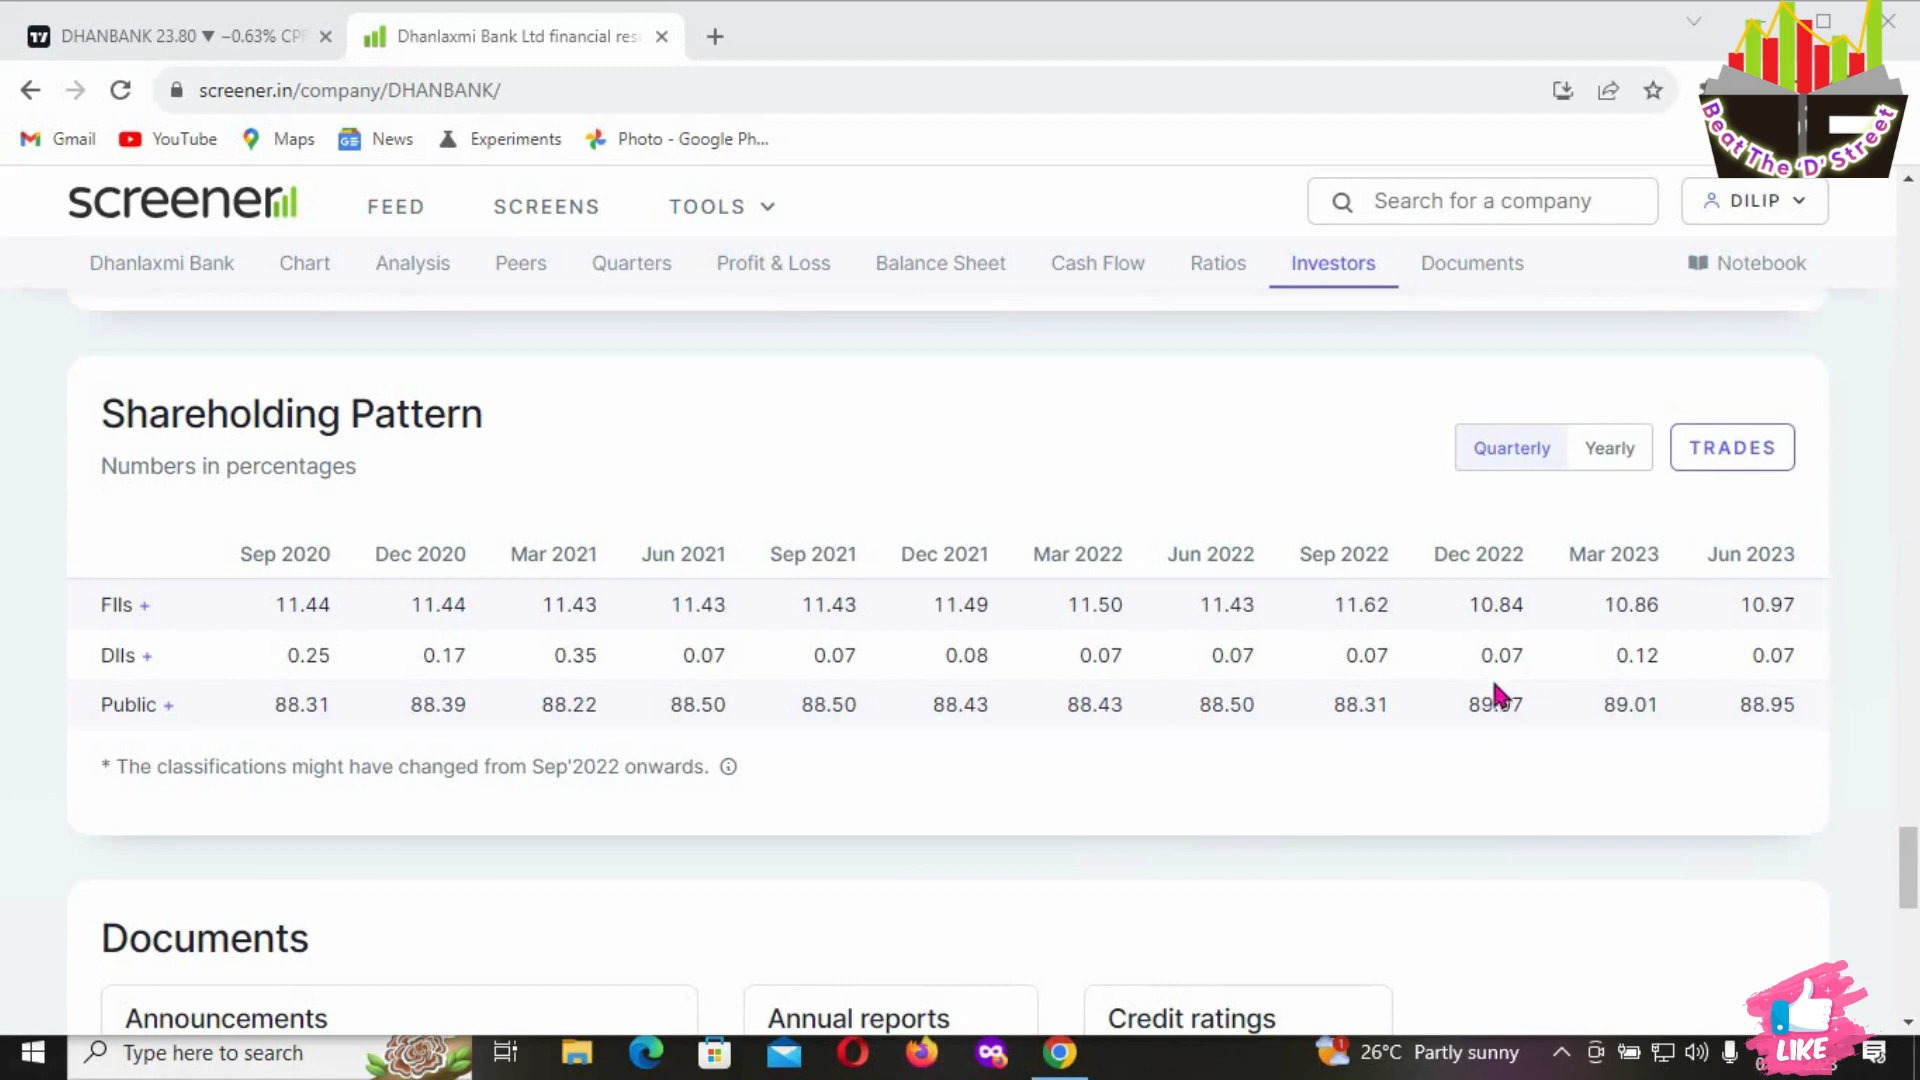 DHANBANK 23.80 ▼ −0.63%
Dhanlaxmi Bank Ltd financial res
screener.in/company/DHANBANK/
Gmail YouTube Maps News Experiments Photo - Google Ph...
Beat The 'D' Street
screener FEED SCREENS TOOLS Search for a company DILIP
Dhanlaxmi Bank Chart Analysis Peers Quarters Profit & Loss Balance Sheet Cash Flow Ratios Investors Documents Notebook
Shareholding Pattern
Numbers in percentages
Quarterly Yearly TRADES
Sep 2020 Dec 2020 Mar 2021 Jun 2021 Sep 2021 Dec 2021 Mar 2022 Jun 2022 Sep 2022 Dec 2022 Mar 2023 Jun 2023
FIIs + 11.44 11.44 11.43 11.43 11.43 11.49 11.50 11.43 11.62 10.84 10.86 10.97
DIIs + 0.25 0.17 0.35 0.07 0.07 0.08 0.07 0.07 0.07 0.07 0.12 0.07
Public + 88.31 88.39 88.22 88.50 88.50 88.43 88.43 88.50 88.31 89.01 88.95
* The classifications might have changed from Sep'2022 onwards.
Documents
Announcements Annual reports Credit ratings
Type here to search 26°C Partly sunny
LIKE